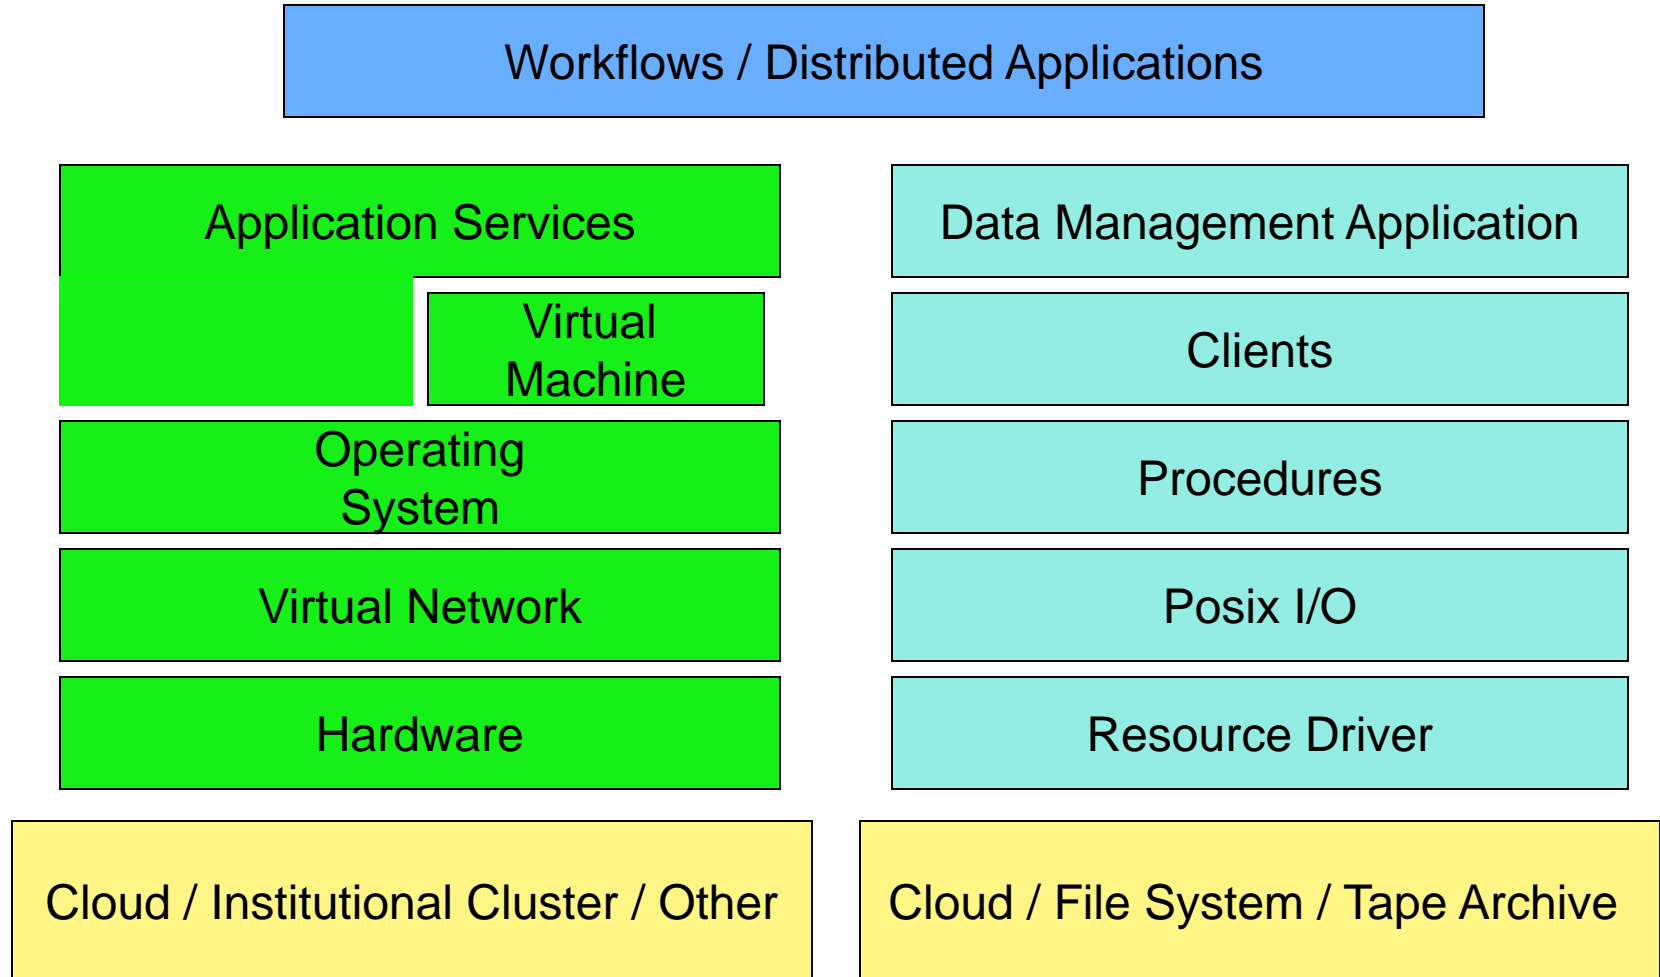 Workflows / Distributed Applications
Application Services
Virtual
Machine
Operating
System
Virtual Network
Hardware
Cloud / Institutional Cluster / Other
Data Management Application
Clients
Procedures
Posix I/O
Resource Driver
Cloud / File System / Tape Archive